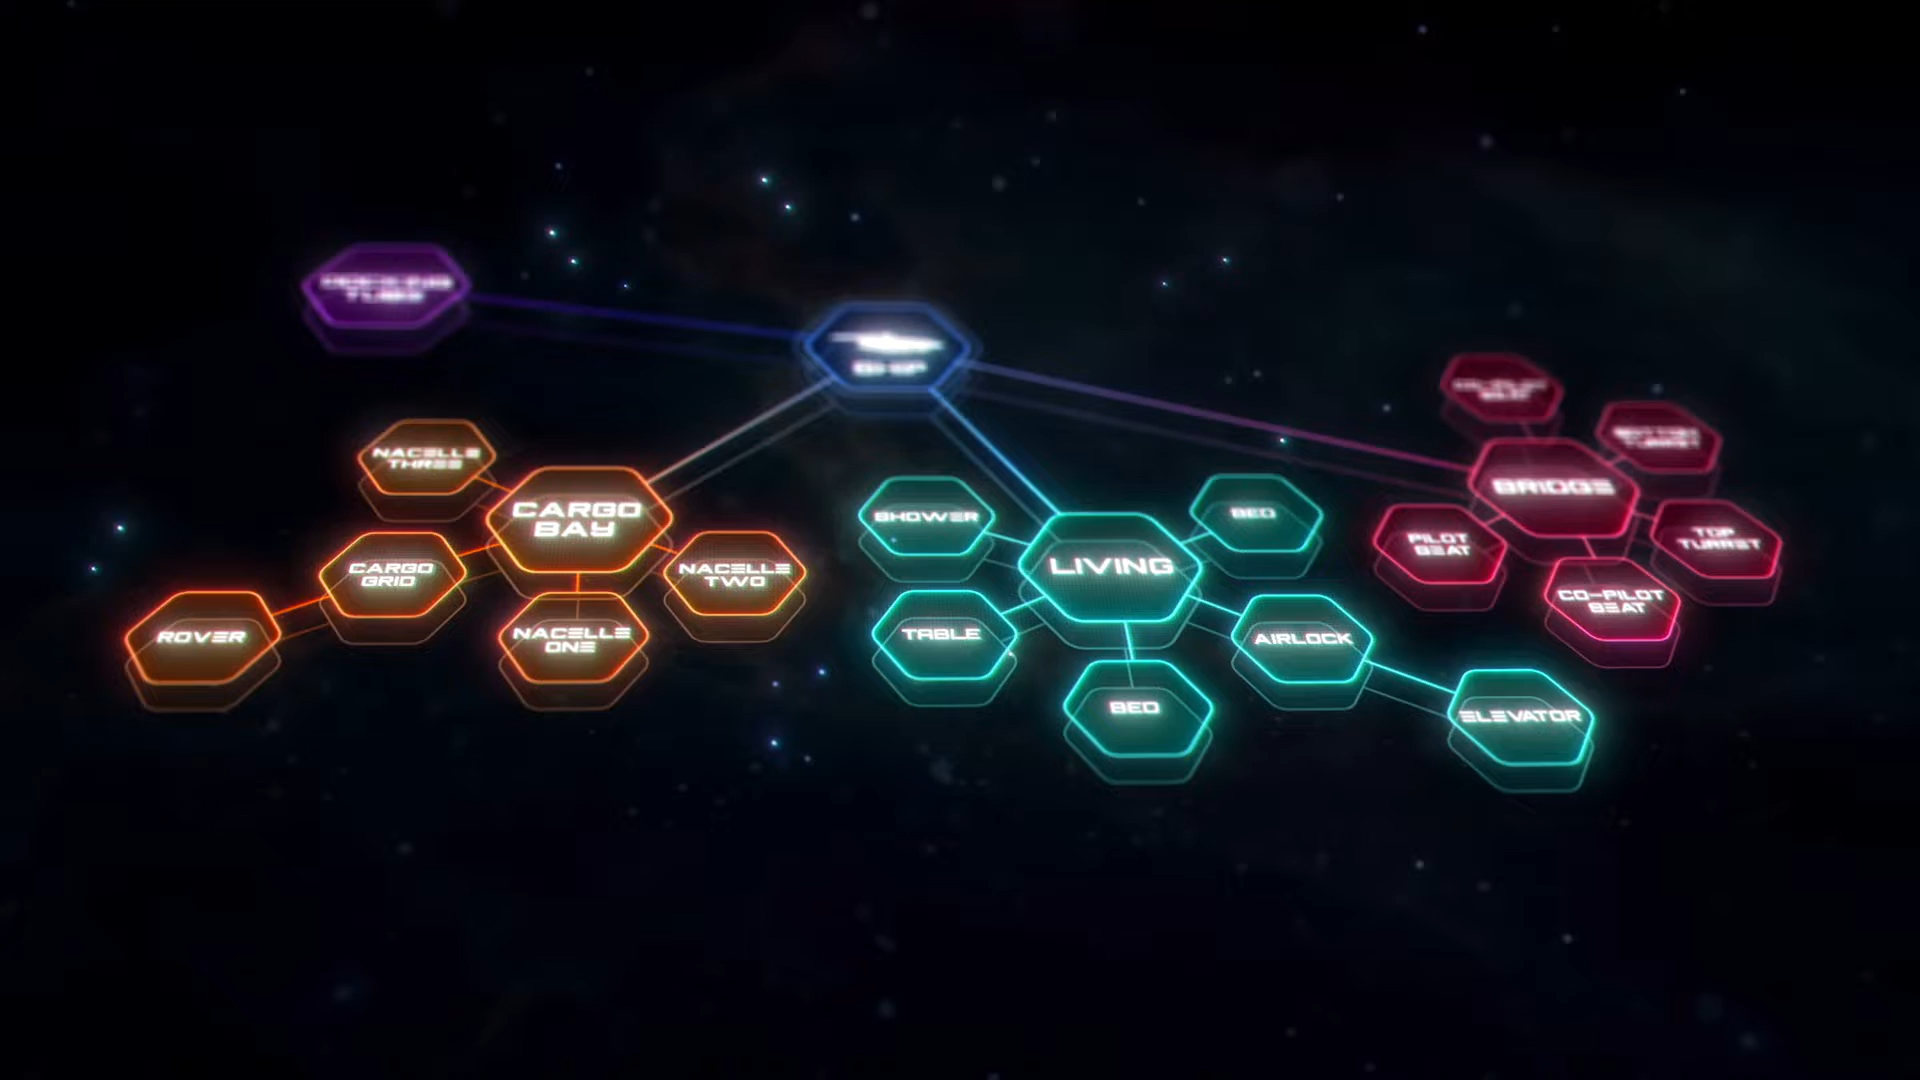 SHIP
NACELLE
THREE
CARGO
BAY
CARGO
GRID
NACELLE
TWO
ROVER
NACELLE
ONE
SHOWER
BED
LIVING
TABLE
AIRLOCK
BED
ELEVATOR
BRIDGE
PILOT
SEAT
TOP
TURRET
CO-PILOT
SEAT